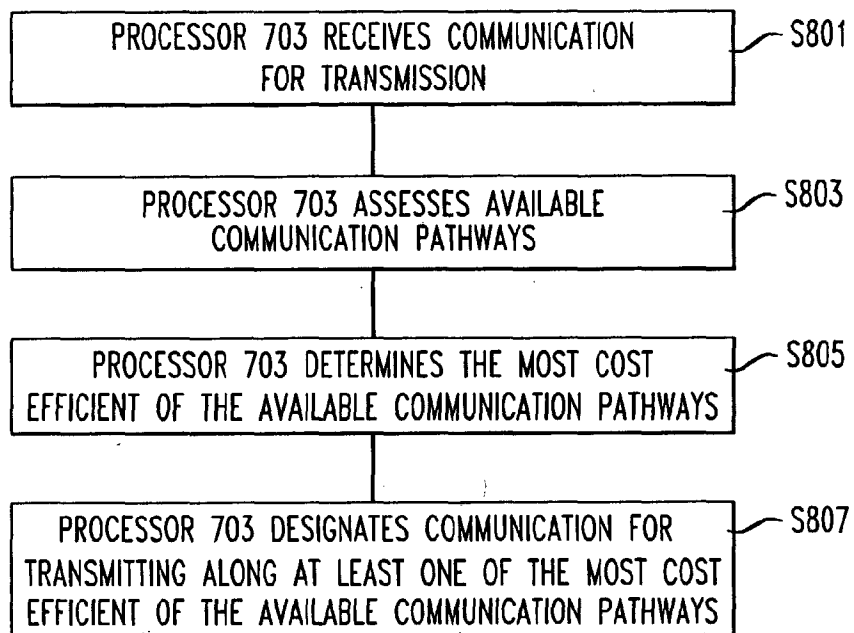 PROCESSOR 703 RECEIVES COMMUNICATION
FOR TRANSMISSION
S801
PROCESSOR 703 ASSESSES AVAILABLE
COMMUNICATION PATHWAYS
S803
PROCESSOR 703 DETERMINES THE MOST COST
EFFICIENT OF THE AVAILABLE COMMUNICATION PATHWAYS
S805
PROCESSOR 703 DESIGNATES COMMUNICATION FOR
TRANSMITTING ALONG AT LEAST ONE OF THE MOST COST
EFFICIENT OF THE AVAILABLE COMMUNICATION PATHWAYS
S807